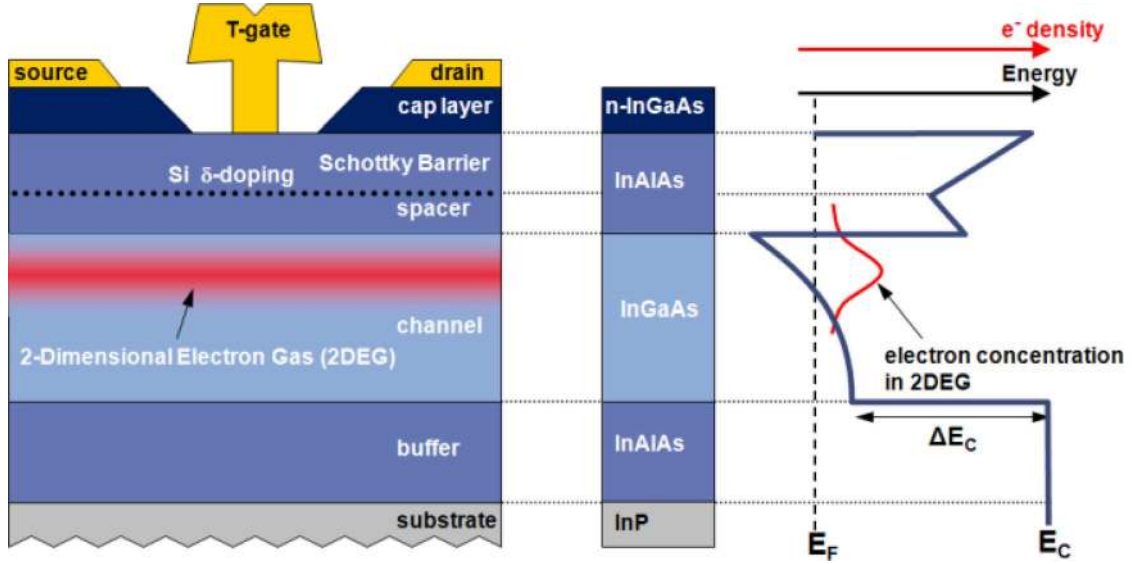 T-gate
source
drain
cap layer
Schottky Barrier
Si δ-doping
spacer
channel
2-Dimensional Electron Gas (2DEG)
buffer
substrate
n-InGaAs
InAlAs
InGaAs
InAlAs
InP
e⁻ density
Energy
electron concentration
in 2DEG
ΔE_C
E_F
E_C